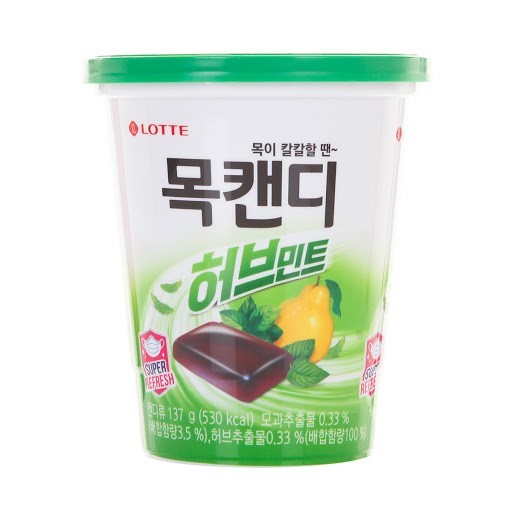 LOTTE
목이 칼칼할 땐~
목캔디
허브민트
SUPER
REFRESH
캔디류 137 g (530 kcal) 모과추출물 0.33 %
(배합함량3.5 %),허브추출물0.33 %(배합함량100 %)
SUPER
REFRESH